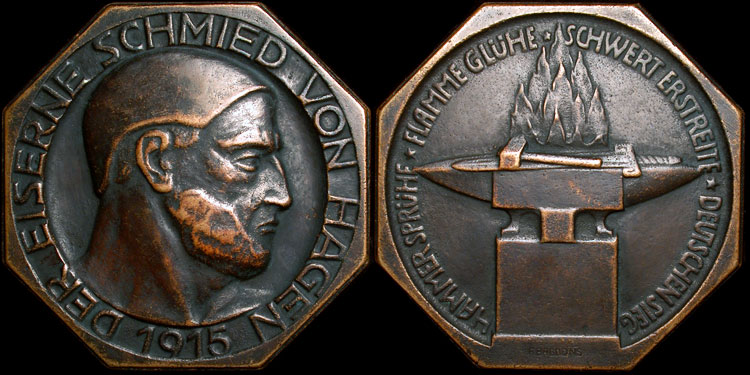 DER EISERNE SCHMIED VON HAGEN
1915
HAMMER SPRÜHE * FLAMME GLÜHE * SCHWERT ERSTREITE * DEUTSCHEN SIEG